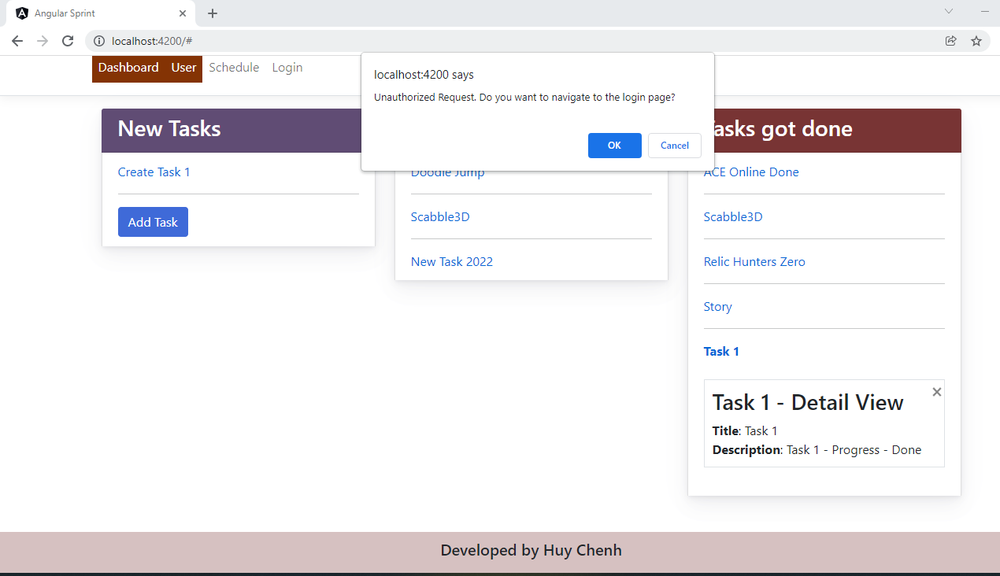 Angular Sprint
localhost:4200/#
Dashboard User Schedule Login
localhost:4200 says
Unauthorized Request. Do you want to navigate to the login page?
OK Cancel
New Tasks
Create Task 1
Add Task
Doodle Jump
Scabble3D
New Task 2022
Tasks got done
ACE Online Done
Scabble3D
Relic Hunters Zero
Story
Task 1
Task 1 - Detail View
Title: Task 1
Description: Task 1 - Progress - Done
Developed by Huy Chenh